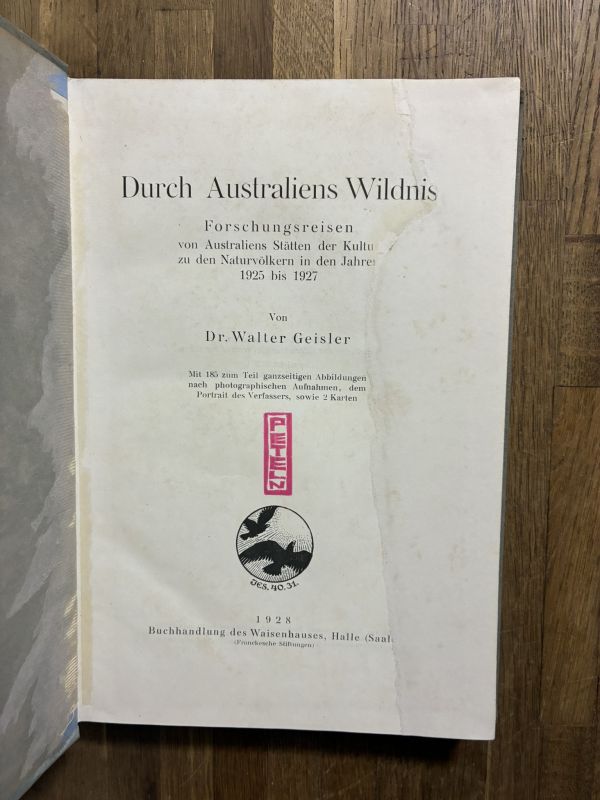 Durch Australiens Wildnis
Forschungsreisen
von Australiens Stätten der Kultu
zu den Naturvölkern in den Jahre
1925 bis 1927
Von
Dr. Walter Geisler
Mit 185 zum Teil ganzseitigen Abbildungen
nach photographischen Aufnahmen, dem
Portrait des Verfassers, sowie 2 Karten
PETELN
JES. 40. 31.
1928
Buchhandlung des Waisenhauses, Halle (Saale
(Franckesche Stiftungen)